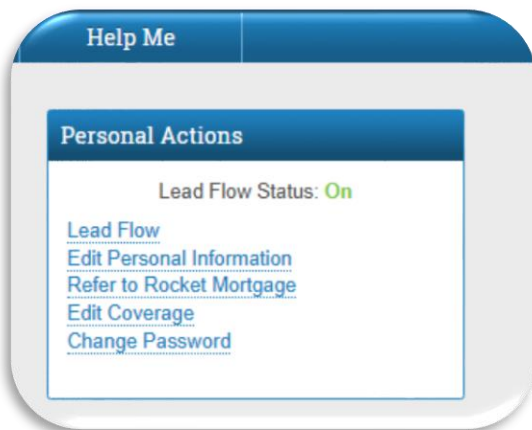 Help Me
Personal Actions
Lead Flow Status: On
Lead Flow
Edit Personal Information
Refer to Rocket Mortgage
Edit Coverage
Change Password